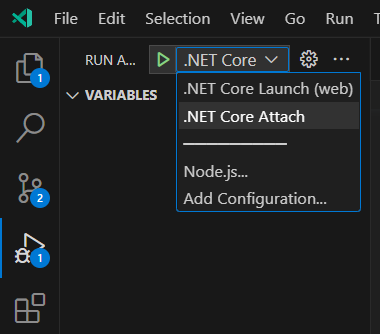 File Edit Selection View Go Run
RUN A... .NET Core
.NET Core Launch (web)
VARIABLES
.NET Core Attach
Node.js...
Add Configuration...
1
2
1